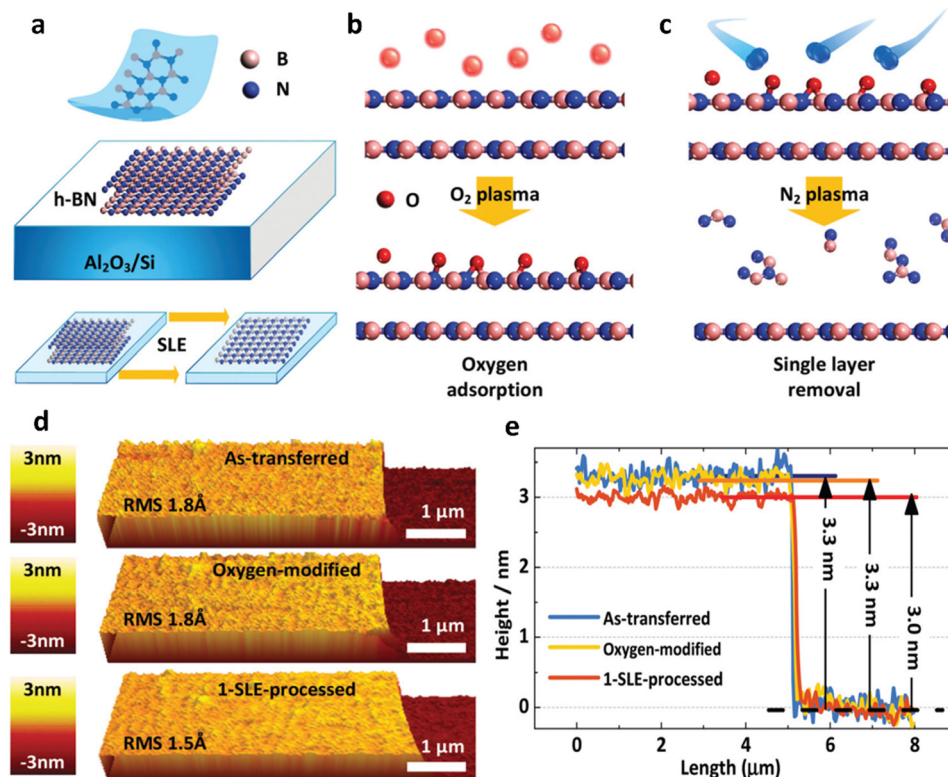 a
B
N
h-BN
Al₂O₃/Si
SLE
b
O
O₂ plasma
Oxygen
adsorption
c
N₂ plasma
Single layer
removal
d
3nm
-3nm
As-transferred
RMS 1.8Å
1 μm
3nm
-3nm
Oxygen-modified
RMS 1.8Å
1 μm
3nm
-3nm
1-SLE-processed
RMS 1.5Å
1 μm
e
Height / nm
3
2
1
0
3.3 nm
3.3 nm
3.0 nm
As-transferred
Oxygen-modified
1-SLE-processed
0
2
4
6
8
Length (μm)